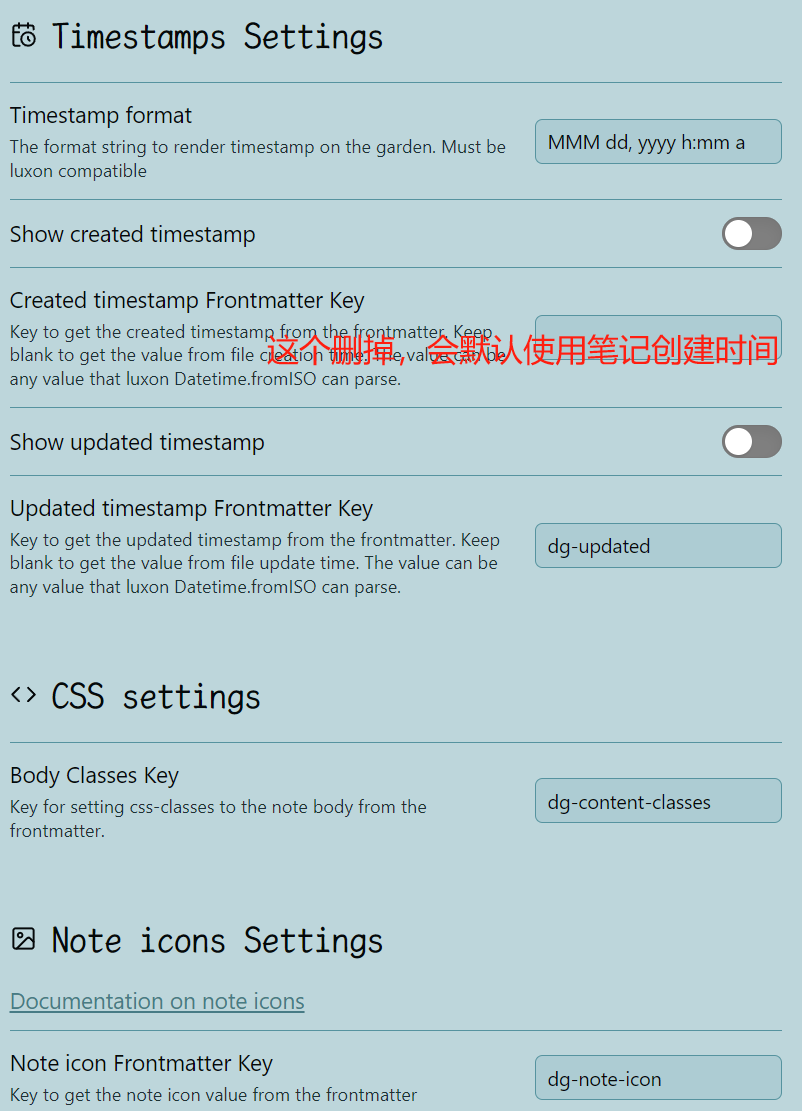 Timestamps Settings
Timestamp format
The format string to render timestamp on the garden. Must be
luxon compatible
MMM dd, yyyy h:mm a
Show created timestamp
Created timestamp Frontmatter Key
Key to get the created timestamp from the frontmatter. Keep
blank to get the value from file creation time. The value can be
any value that luxon Datetime.fromISO can parse.
这个删掉，会默认使用笔记创建时间
Show updated timestamp
Updated timestamp Frontmatter Key
Key to get the updated timestamp from the frontmatter. Keep
blank to get the value from file update time. The value can be
any value that luxon Datetime.fromISO can parse.
dg-updated
CSS settings
Body Classes Key
Key for setting css-classes to the note body from the
frontmatter.
dg-content-classes
Note icons Settings
Documentation on note icons
Note icon Frontmatter Key
Key to get the note icon value from the frontmatter
dg-note-icon